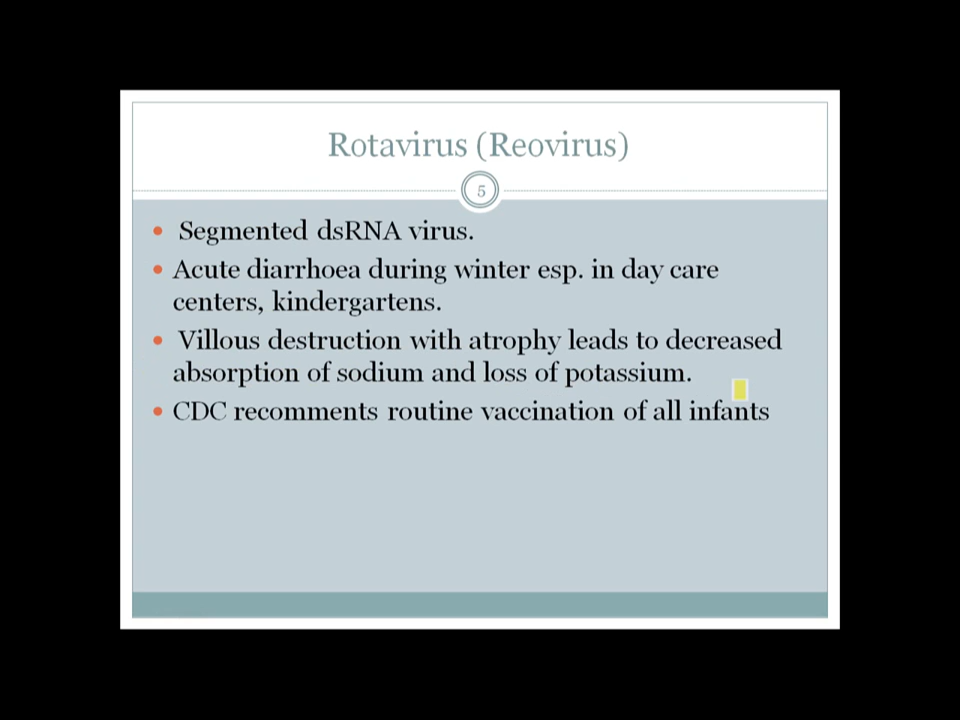 Rotavirus (Reovirus)
5
Segmented dsRNA virus.
Acute diarrhoea during winter esp. in day care
centers, kindergartens.
Villous destruction with atrophy leads to decreased
absorption of sodium and loss of potassium.
CDC recomments routine vaccination of all infants